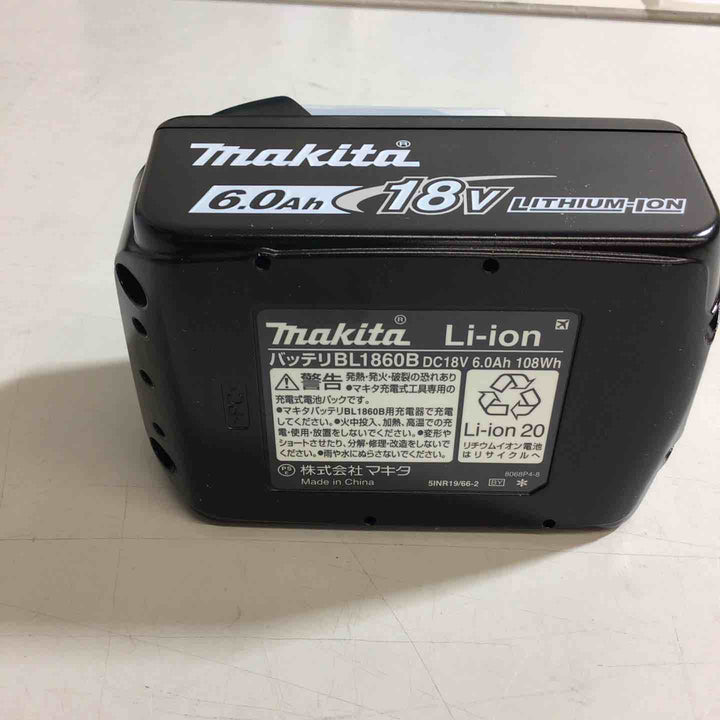 makita®
6.0Ah 18V LITHIUM-ION
makita® Li-ion
バッテリBL1860B DC18V 6.0Ah 108Wh
警告 発熱・発火・破裂の恐れあり
●マキタ充電式工具専用の
充電式電池パックです。
●マキタバッテリBL1860B用充電器で充電
してください。●火中投入、加熱、高温での充
電・使用・放置をしないでください。●変形や
ショートさせたり、分解・修理・改造をしないで
ください。●雨や水にぬらさないでください。
Li-ion 20
リチウムイオン電池
はリサイクルへ
PS E 株式会社マキタ
Made in China
8068P4-8
5INR19/66-2 BY